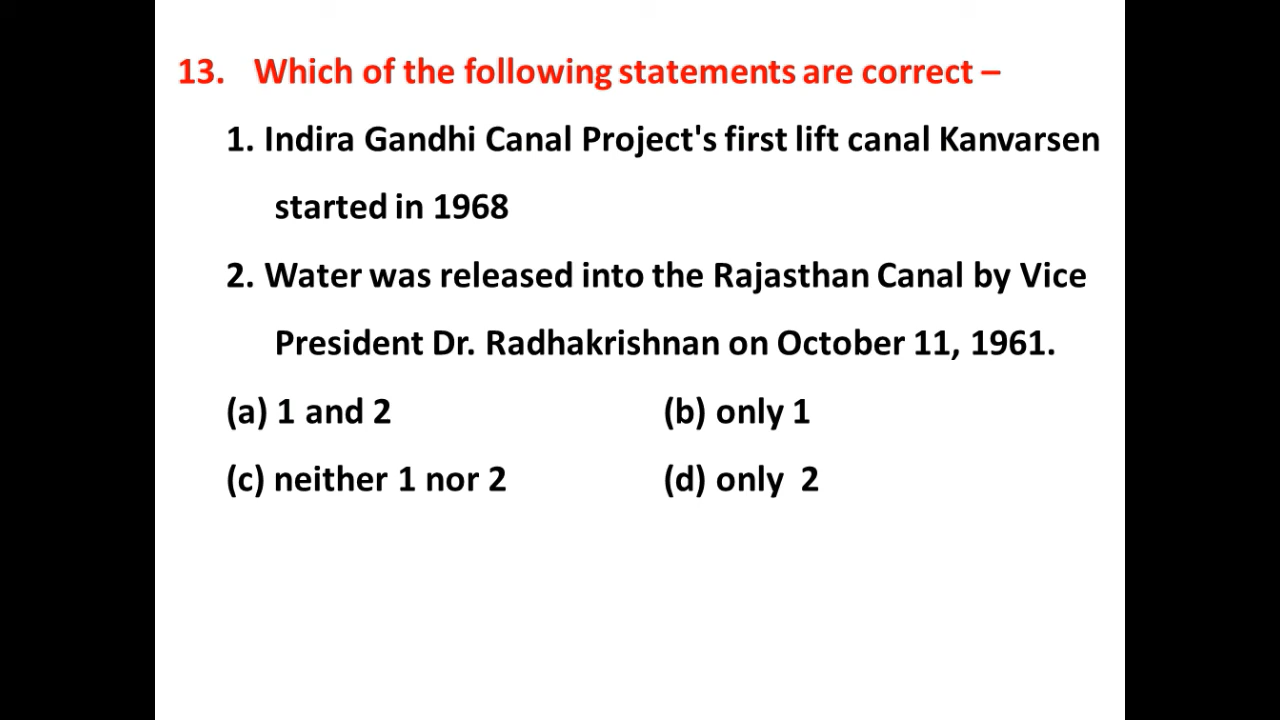 13. Which of the following statements are correct –
1. Indira Gandhi Canal Project's first lift canal Kanvarsen
started in 1968
2. Water was released into the Rajasthan Canal by Vice
President Dr. Radhakrishnan on October 11, 1961.
(a) 1 and 2 (b) only 1
(c) neither 1 nor 2 (d) only 2